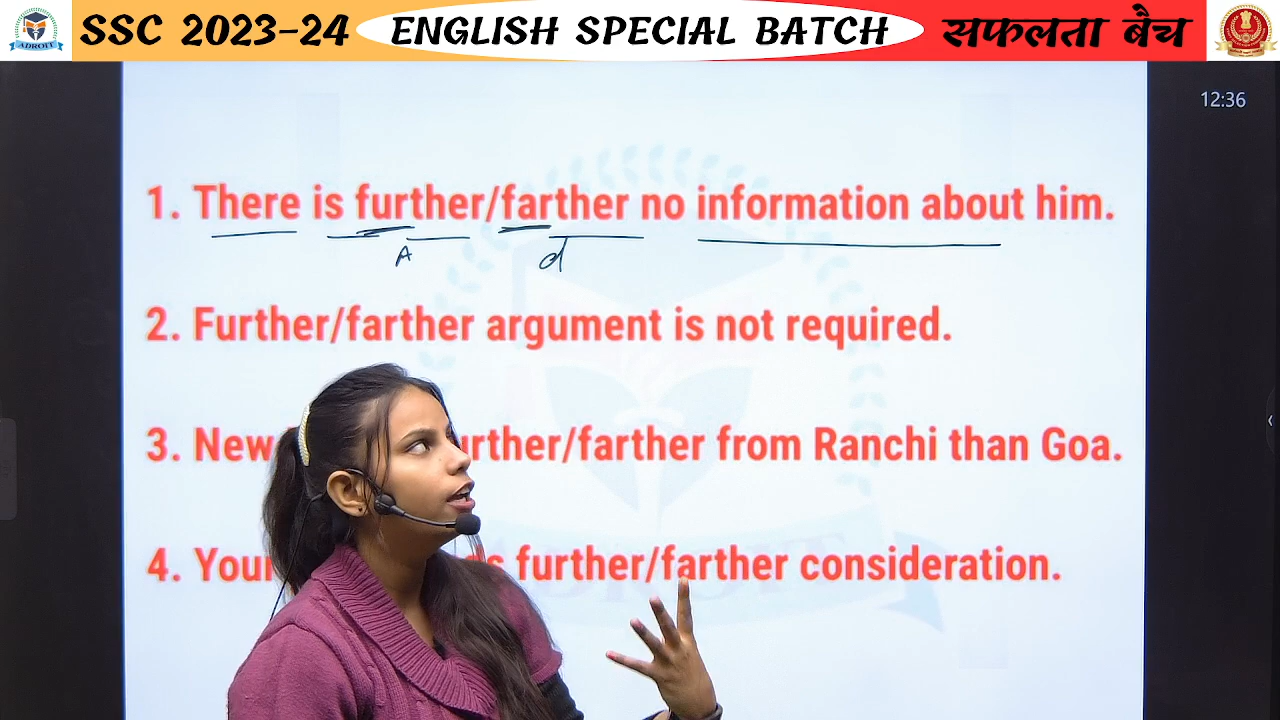 SSC 2023-24 ENGLISH SPECIAL BATCH सफलता बैच
ADROIT
12:36
1. There is further/farther no information about him.
A d
2. Further/farther argument is not required.
3. New further/farther from Ranchi than Goa.
4. Your further/farther consideration.
ADROIT